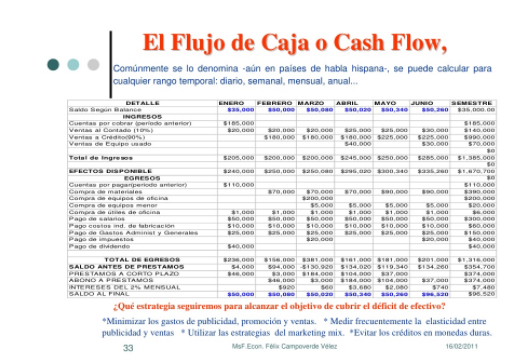 El Flujo de Caja o Cash Flow,
Comúnmente se lo denomina -aún en países de habla hispana-, se puede calcular para
cualquier rango temporal: diario, semanal, mensual, anual...
DETALLE ENERO FEBRERO MARZO ABRIL MAYO JUNIO SEMESTRE
Saldo Según Balance $35,000 $50,000 $50,080 $50,020 $50,340 $50,260 $35,000.00
INGRESOS
Cuentas por cobrar (periodo anterior) $185,000 $185,000
Ventas al Contado (10%) $20,000 $20,000 $20,000 $25,000 $25,000 $30,000 $140,000
Ventas a Crédito(90%) $180,000 $180,000 $180,000 $225,000 $225,000 $990,000
Ventas de Equipo usado $40,000 $30,000 $70,000
$0
Total de Ingresos $205,000 $200,000 $200,000 $245,000 $250,000 $285,000 $1,385,000
$0
EFECTOS DISPONIBLE $240,000 $250,000 $250,080 $295,020 $300,340 $335,260 $1,670,700
EGRESOS $0
Cuentas por pagar(periodo anterior) $110,000 $110,000
Compra de materiales $70,000 $70,000 $70,000 $90,000 $90,000 $390,000
Compra de equipos de oficina $200,000 $200,000
Compra de equipos menor $5,000 $5,000 $5,000 $20,000
Compra de útiles de oficina $1,000 $1,000 $1,000 $1,000 $1,000 $1,000 $6,000
Pago de salarios $50,000 $50,000 $50,000 $50,000 $50,000 $50,000 $300,000
Pago costos ind. de fabricación $10,000 $10,000 $10,000 $10,000 $10,000 $10,000 $60,000
Pago de Gastos Administ y Generales $25,000 $25,000 $25,000 $25,000 $25,000 $25,000 $150,000
Pago de impuestos $20,000 $20,000 $40,000
Pago de dividendo $40,000 $40,000
TOTAL DE EGRESOS $236,000 $156,000 $381,000 $161,000 $181,000 $201,000 $1,316,000
SALDO ANTES DE PRESTAMOS $4,000 $94,000 -$130,920 $134,020 $119,340 $134,260 $354,700
PRESTAMOS A CORTO PLAZO $46,000 $3,000 $184,000 $104,000 $37,000 $374,000
ABONO A PRESTAMOS $46,000 $3,000 $184,000 $104,000 $37,000 $374,000
INTERESES DEL 2% MENSUAL $920 $60 $3,680 $2,080 $740 $7,480
SALDO AL FINAL $50,000 $50,080 $50,020 $50,340 $50,260 $96,520 $96,520
¿Qué estrategia seguiremos para alcanzar el objetivo de cubrir el déficit de efectivo?
*Minimizar los gastos de publicidad, promoción y ventas. * Medir frecuentemente la elasticidad entre
publicidad y ventas * Utilizar las estrategias del marketing mix. *Evitar los créditos en monedas duras.
33 MsF. Econ. Félix Campoverde Vélez 16/02/2011